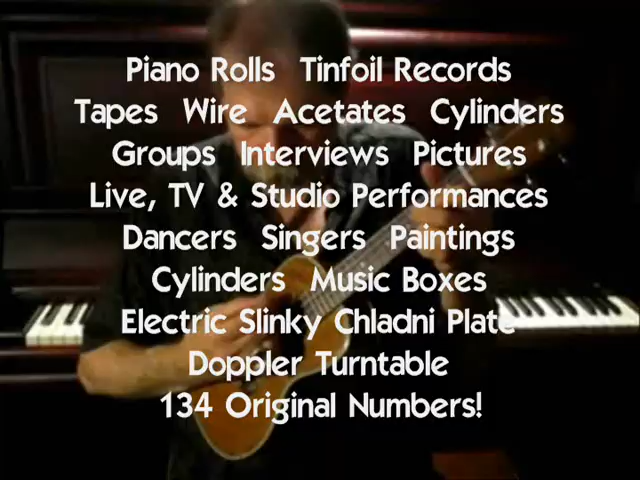 Piano Rolls Tinfoil Records
Tapes Wire Acetates Cylinders
Groups Interviews Pictures
Live, TV & Studio Performances
Dancers Singers Paintings
Cylinders Music Boxes
Electric Slinky Chladni Plate
Doppler Turntable
134 Original Numbers!